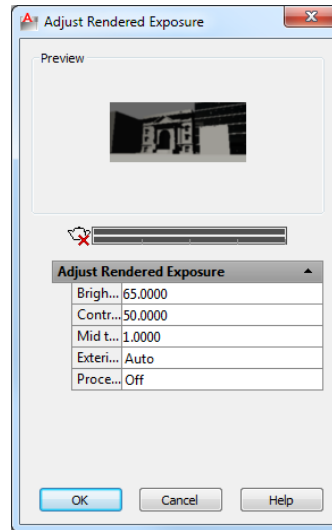 Adjust Rendered Exposure
Preview
Adjust Rendered Exposure
Brigh... 65.0000
Contr... 50.0000
Mid t... 1.0000
Exteri... Auto
Proce... Off
OK Cancel Help